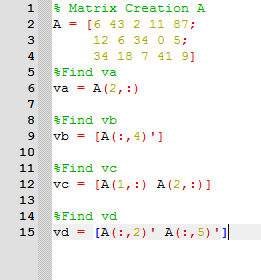 1 % Matrix Creation A
2 A = [6 43 2 11 87;
3 12 6 34 0 5;
4 34 18 7 41 9]
5 %Find va
6 va = A(2,:)
7
8 %Find vb
9 vb = [A(:,4)']
10
11 %Find vc
12 vc = [A(1,:) A(2,:)]
13
14 %Find vd
15 vd = [A(:,2)' A(:,5)']